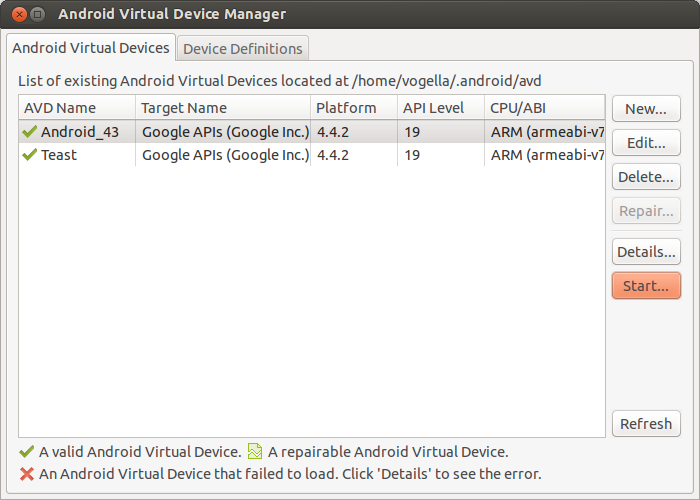 Android Virtual Device Manager
Android Virtual Devices Device Definitions
List of existing Android Virtual Devices located at /home/vogella/.android/avd
AVD Name Target Name Platform API Level CPU/ABI
Android_43 Google APIs (Google Inc.) 4.4.2 19 ARM (armeabi-v7
Teast Google APIs (Google Inc.) 4.4.2 19 ARM (armeabi-v7
New...
Edit...
Delete...
Repair...
Details...
Start...
Refresh
A valid Android Virtual Device. A repairable Android Virtual Device.
An Android Virtual Device that failed to load. Click 'Details' to see the error.